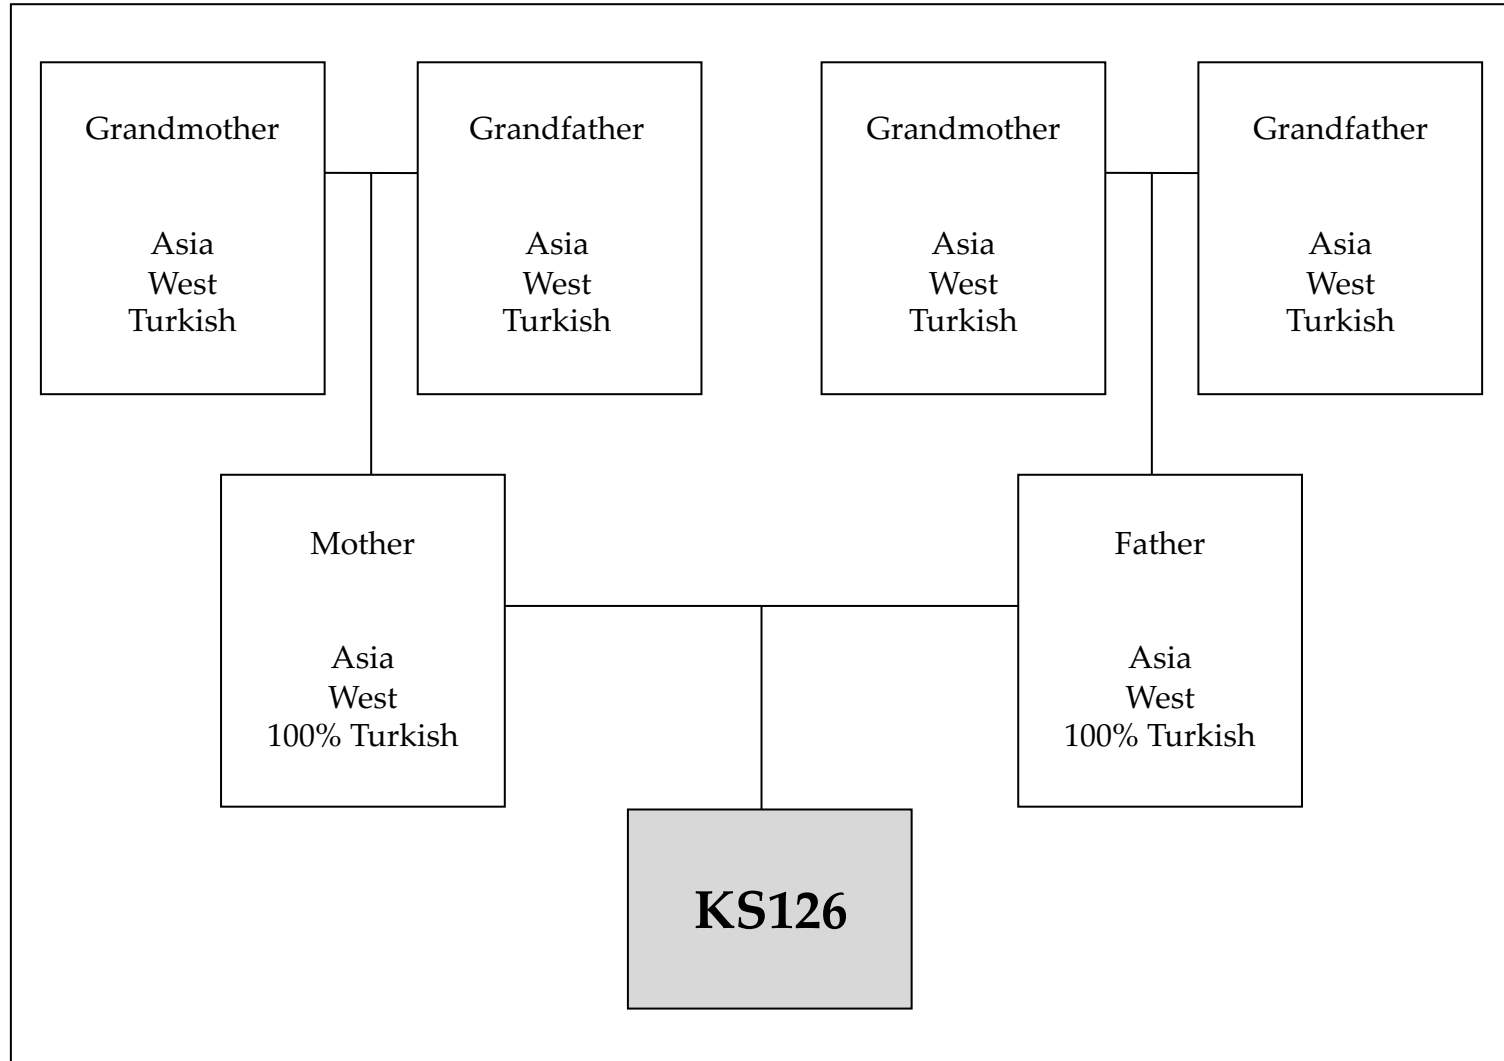 Grandmother
Asia
West
Turkish
Grandfather
Asia
West
Turkish
Grandmother
Asia
West
Turkish
Grandfather
Asia
West
Turkish
Mother
Asia
West
100% Turkish
Father
Asia
West
100% Turkish
KS126